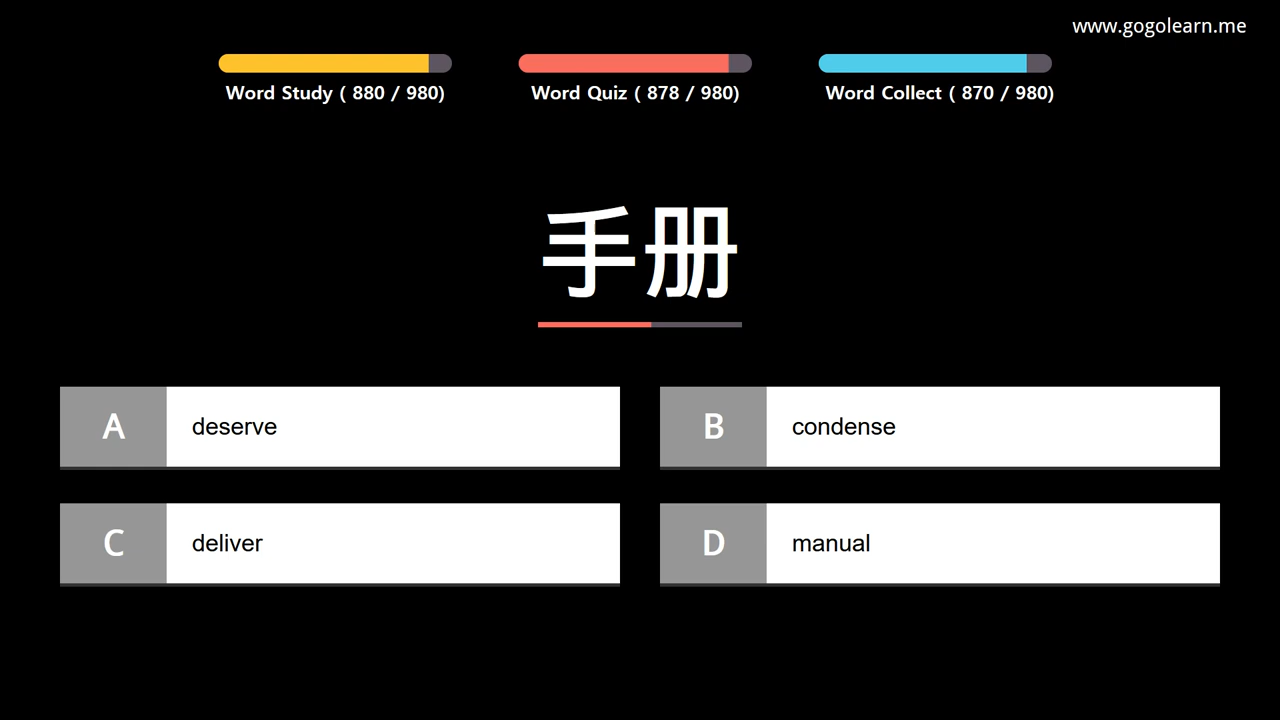 www.gogolearn.me
Word Study ( 880 / 980)
Word Quiz ( 878 / 980)
Word Collect ( 870 / 980)
手册
A deserve
B condense
C deliver
D manual